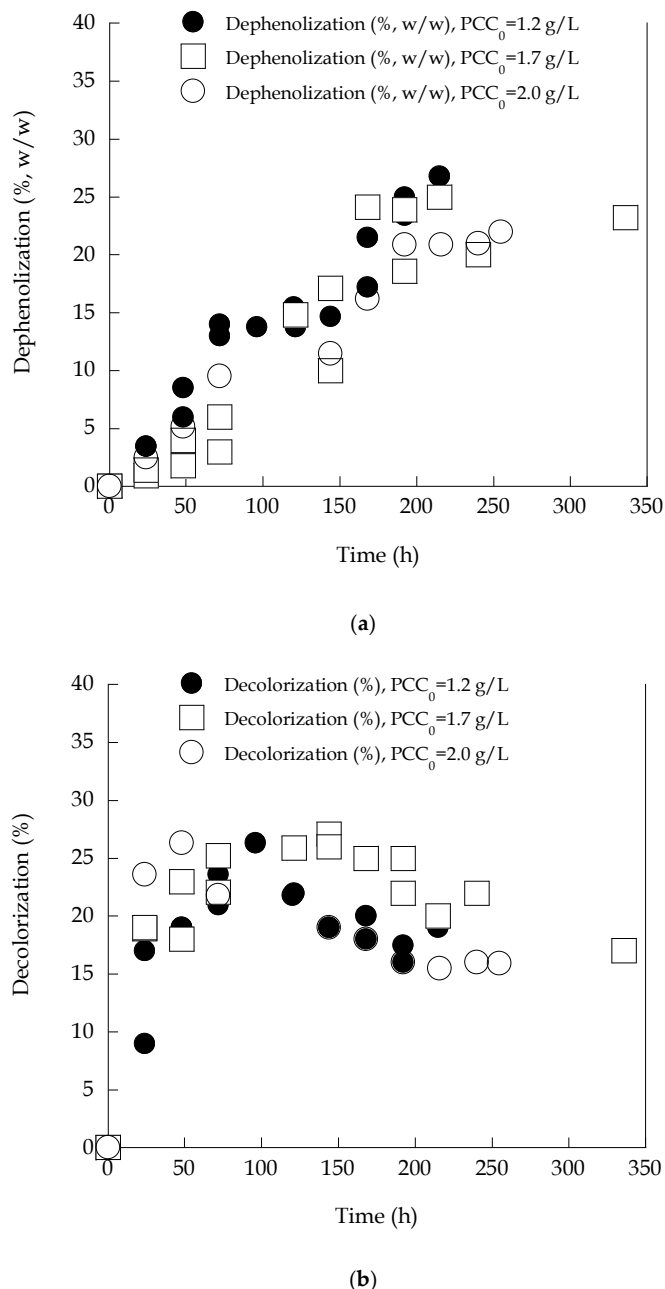 Dephenolization (%, w/w), PCC₀=1.2 g/L
Dephenolization (%, w/w), PCC₀=1.7 g/L
Dephenolization (%, w/w), PCC₀=2.0 g/L
Dephenolization (%, w/w)
40
35
30
25
20
15
10
5
0
0 50 100 150 200 250 300 350
Time (h)
(a)
Decolorization (%), PCC₀=1.2 g/L
Decolorization (%), PCC₀=1.7 g/L
Decolorization (%), PCC₀=2.0 g/L
Decolorization (%)
40
35
30
25
20
15
10
5
0
0 50 100 150 200 250 300 350
Time (h)
(b)